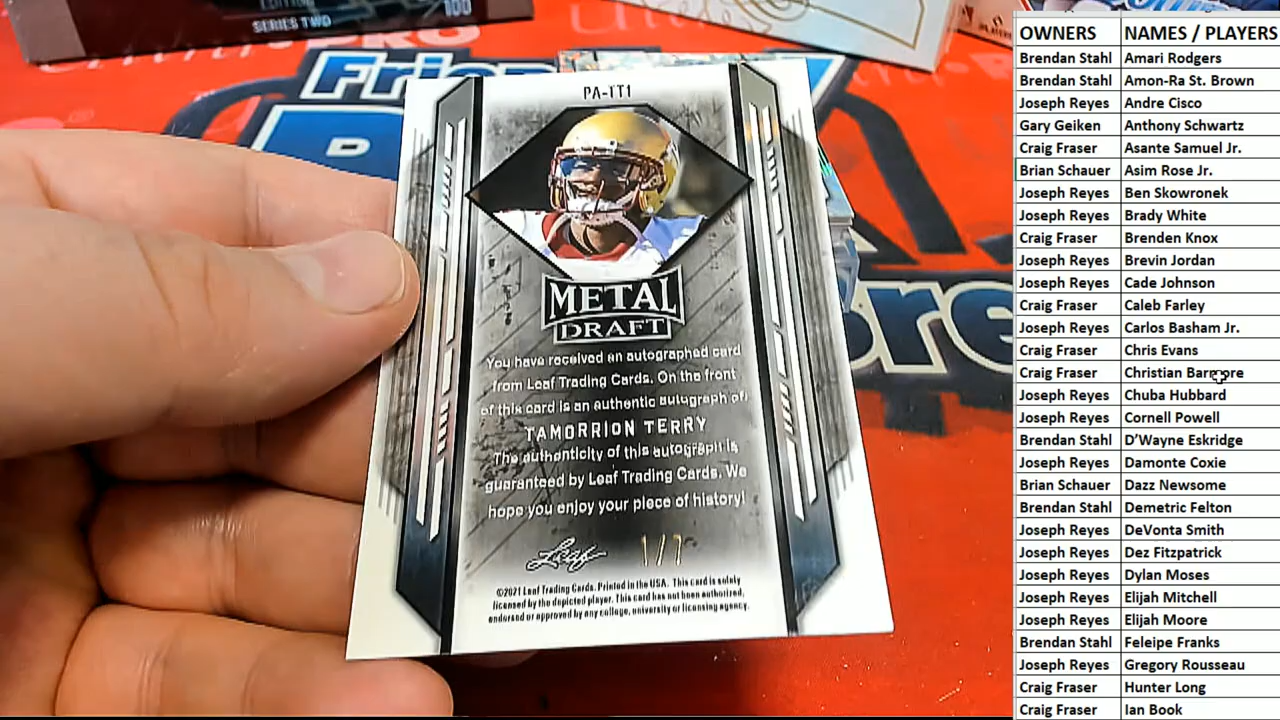 SERIES TWO
100
PA-TT1
METAL
DRAFT
You have received an autographed card
from Leaf Trading Cards. On the front
of this card is an authentic autograph of:
TAMORRION TERRY
The authenticity of this autograph is
guaranteed by Leaf Trading Cards. We
hope you enjoy your piece of history!
Leaf 1/7
©2021 Leaf Trading Cards. Printed in the USA. This card is solely
licensed by the depicted player. This card has not been authorized,
endorsed or approved by any college, university or licensing agency.
OWNERS NAMES / PLAYERS
Brendan Stahl Amari Rodgers
Brendan Stahl Amon-Ra St. Brown
Joseph Reyes Andre Cisco
Gary Geiken Anthony Schwartz
Craig Fraser Asante Samuel Jr.
Brian Schauer Asim Rose Jr.
Joseph Reyes Ben Skowronek
Joseph Reyes Brady White
Craig Fraser Brenden Knox
Joseph Reyes Brevin Jordan
Joseph Reyes Cade Johnson
Craig Fraser Caleb Farley
Joseph Reyes Carlos Basham Jr.
Craig Fraser Chris Evans
Craig Fraser Christian Barmore
Joseph Reyes Chuba Hubbard
Joseph Reyes Cornell Powell
Brendan Stahl D'Wayne Eskridge
Joseph Reyes Damonte Coxie
Brian Schauer Dazz Newsome
Brendan Stahl Demetric Felton
Joseph Reyes DeVonta Smith
Joseph Reyes Dez Fitzpatrick
Joseph Reyes Dylan Moses
Joseph Reyes Elijah Mitchell
Joseph Reyes Elijah Moore
Brendan Stahl Feleipe Franks
Joseph Reyes Gregory Rousseau
Craig Fraser Hunter Long
Craig Fraser Ian Book